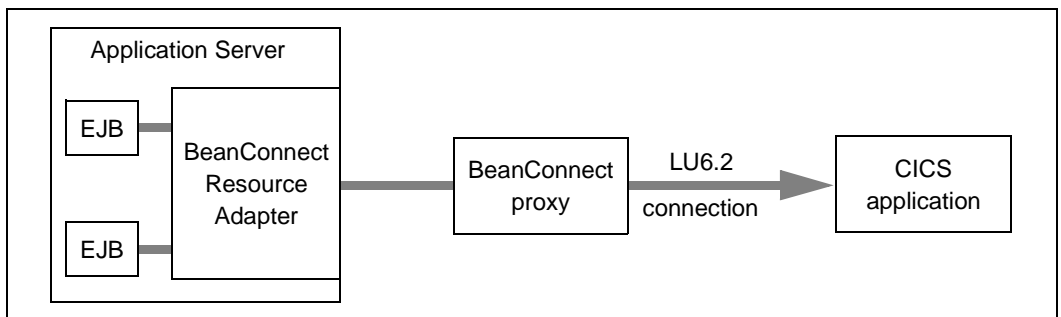 Application Server
EJB
BeanConnect
Resource
Adapter
EJB
BeanConnect
proxy
LU6.2
connection
CICS
application